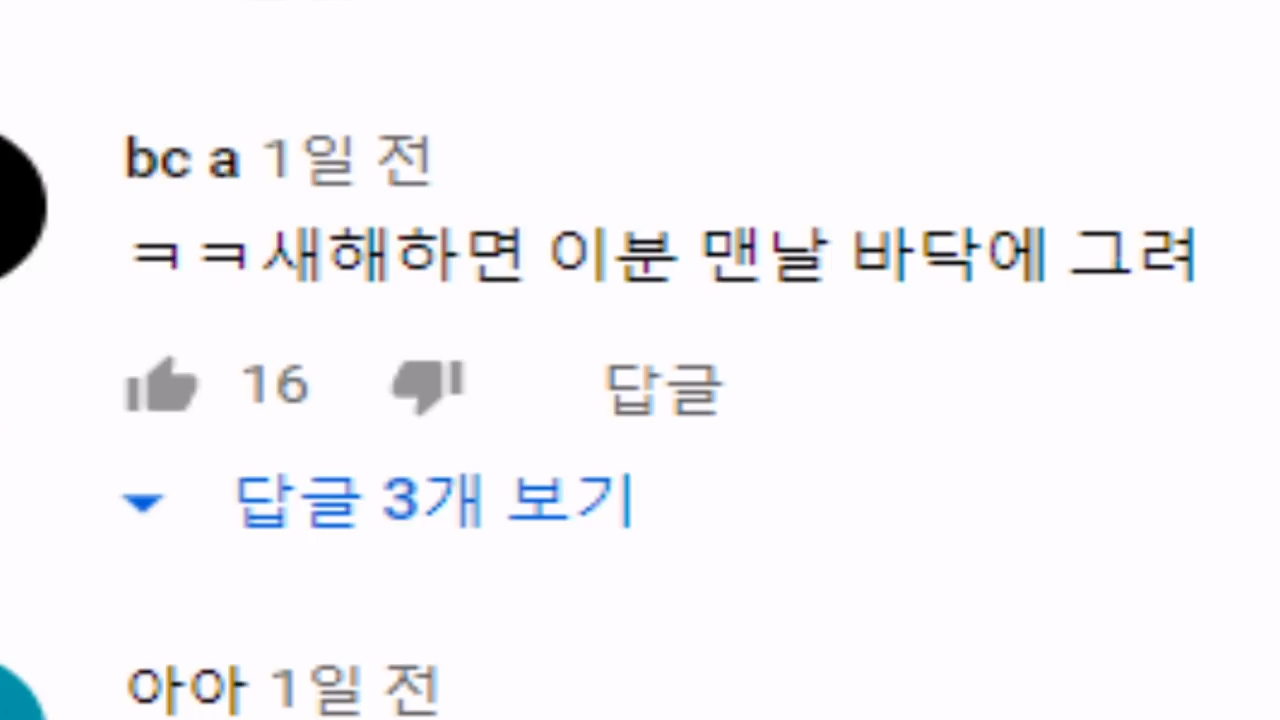 bc a 1일 전
ㅋㅋ새해하면 이분 맨날 바닥에 그려
16 답글
답글 3개 보기
아아 1일 전